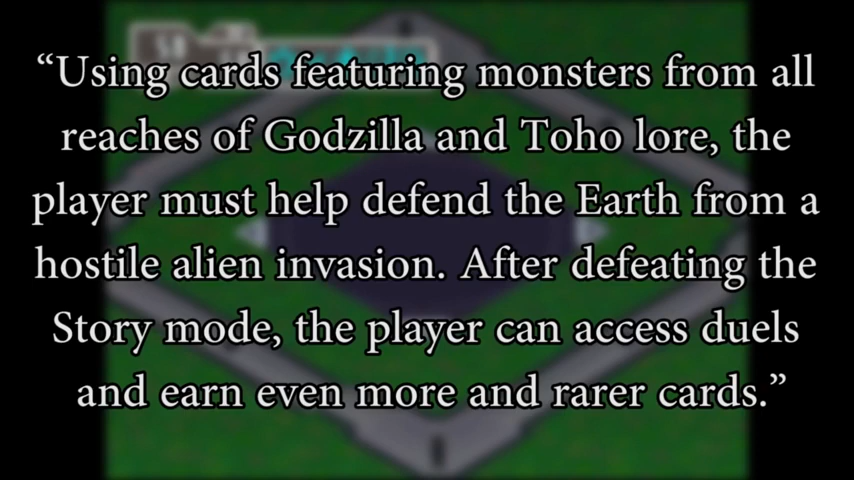 “Using cards featuring monsters from all
reaches of Godzilla and Toho lore, the
player must help defend the Earth from a
hostile alien invasion. After defeating the
Story mode, the player can access duels
and earn even more and rarer cards.”